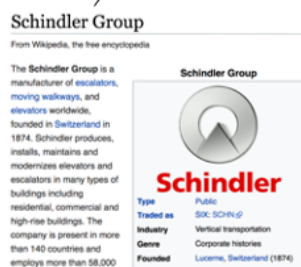 Schindler Group
From Wikipedia, the free encyclopedia
The Schindler Group is a
manufacturer of escalators,
moving walkways, and
elevators worldwide,
founded in Switzerland in
1874. Schindler produces,
installs, maintains and
modernizes elevators and
escalators in many types of
buildings including
residential, commercial and
high-rise buildings. The
company is present in more
than 140 countries and
employs more than 58,000
Schindler Group
Schindler
Type Public
Traded as SIX: SCHN
Industry Vertical transportation
Genre Corporate histories
Founded Lucerne, Switzerland (1874)